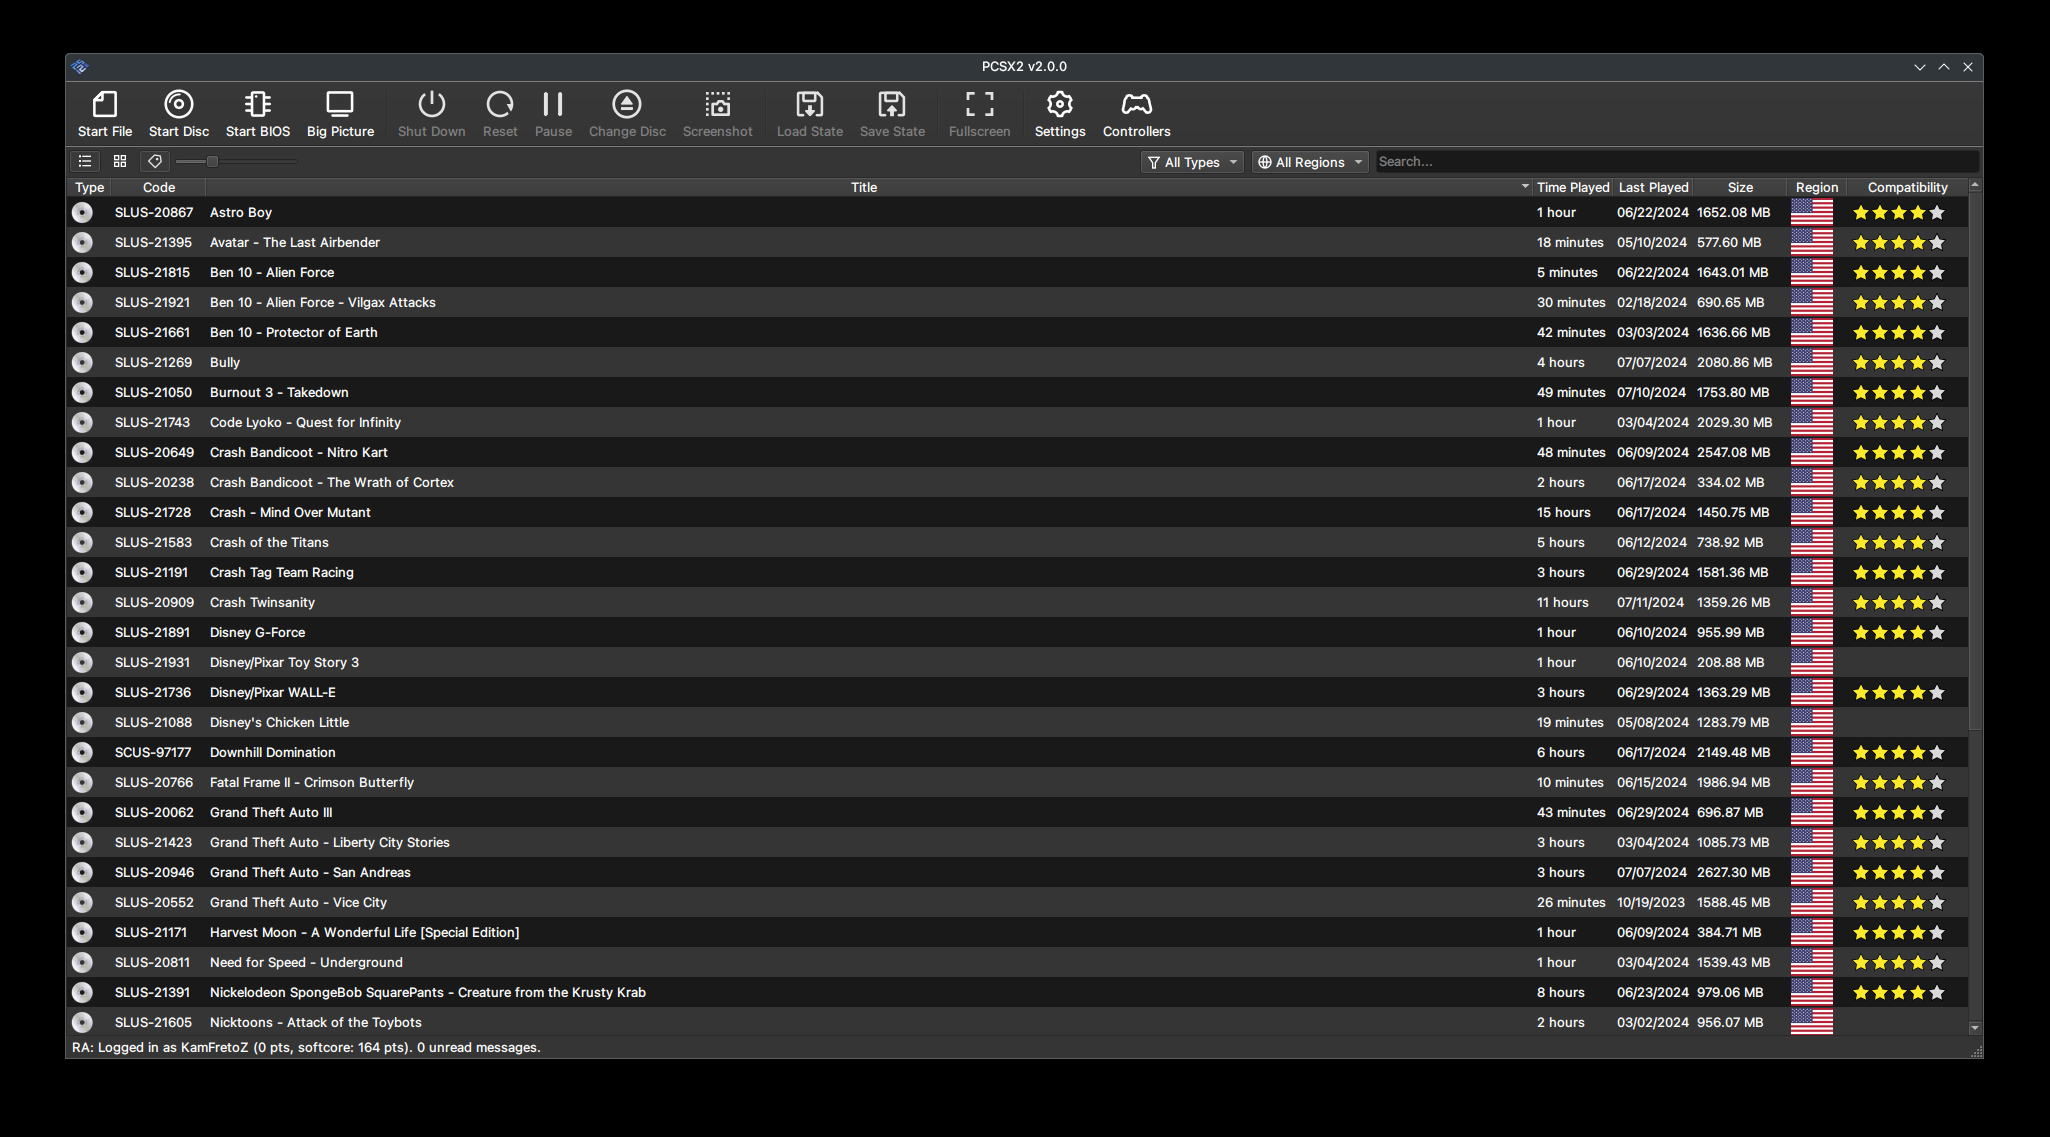 PCSX2 v2.0.0
Start File Start Disc Start BIOS Big Picture Shut Down Reset Pause Change Disc Screenshot Load State Save State Fullscreen Settings Controllers
All Types All Regions Search...
Type Code Title Time Played Last Played Size Region Compatibility
SLUS-20867 Astro Boy 1 hour 06/22/2024 1652.08 MB
SLUS-21395 Avatar - The Last Airbender 18 minutes 05/10/2024 577.60 MB
SLUS-21815 Ben 10 - Alien Force 5 minutes 06/22/2024 1643.01 MB
SLUS-21921 Ben 10 - Alien Force - Vilgax Attacks 30 minutes 02/18/2024 690.65 MB
SLUS-21661 Ben 10 - Protector of Earth 42 minutes 03/03/2024 1636.66 MB
SLUS-21269 Bully 4 hours 07/07/2024 2080.86 MB
SLUS-21050 Burnout 3 - Takedown 49 minutes 07/10/2024 1753.80 MB
SLUS-21743 Code Lyoko - Quest for Infinity 1 hour 03/04/2024 2029.30 MB
SLUS-20649 Crash Bandicoot - Nitro Kart 48 minutes 06/09/2024 2547.08 MB
SLUS-20238 Crash Bandicoot - The Wrath of Cortex 2 hours 06/17/2024 334.02 MB
SLUS-21728 Crash - Mind Over Mutant 15 hours 06/17/2024 1450.75 MB
SLUS-21583 Crash of the Titans 5 hours 06/12/2024 738.92 MB
SLUS-21191 Crash Tag Team Racing 3 hours 06/29/2024 1581.36 MB
SLUS-20909 Crash Twinsanity 11 hours 07/11/2024 1359.26 MB
SLUS-21891 Disney G-Force 1 hour 06/10/2024 955.99 MB
SLUS-21931 Disney/Pixar Toy Story 3 1 hour 06/10/2024 208.88 MB
SLUS-21736 Disney/Pixar WALL-E 3 hours 06/29/2024 1363.29 MB
SLUS-21088 Disney's Chicken Little 19 minutes 05/08/2024 1283.79 MB
SCUS-97177 Downhill Domination 6 hours 06/17/2024 2149.48 MB
SLUS-20766 Fatal Frame II - Crimson Butterfly 10 minutes 06/15/2024 1986.94 MB
SLUS-20062 Grand Theft Auto III 43 minutes 06/29/2024 696.87 MB
SLUS-21423 Grand Theft Auto - Liberty City Stories 3 hours 03/04/2024 1085.73 MB
SLUS-20946 Grand Theft Auto - San Andreas 3 hours 07/07/2024 2627.30 MB
SLUS-20552 Grand Theft Auto - Vice City 26 minutes 10/19/2023 1588.45 MB
SLUS-21171 Harvest Moon - A Wonderful Life [Special Edition] 1 hour 06/09/2024 384.71 MB
SLUS-20811 Need for Speed - Underground 1 hour 03/04/2024 1539.43 MB
SLUS-21391 Nickelodeon SpongeBob SquarePants - Creature from the Krusty Krab 8 hours 06/23/2024 979.06 MB
SLUS-21605 Nicktoons - Attack of the Toybots 2 hours 03/02/2024 956.07 MB
RA: Logged in as KamFretoZ (0 pts, softcore: 164 pts). 0 unread messages.